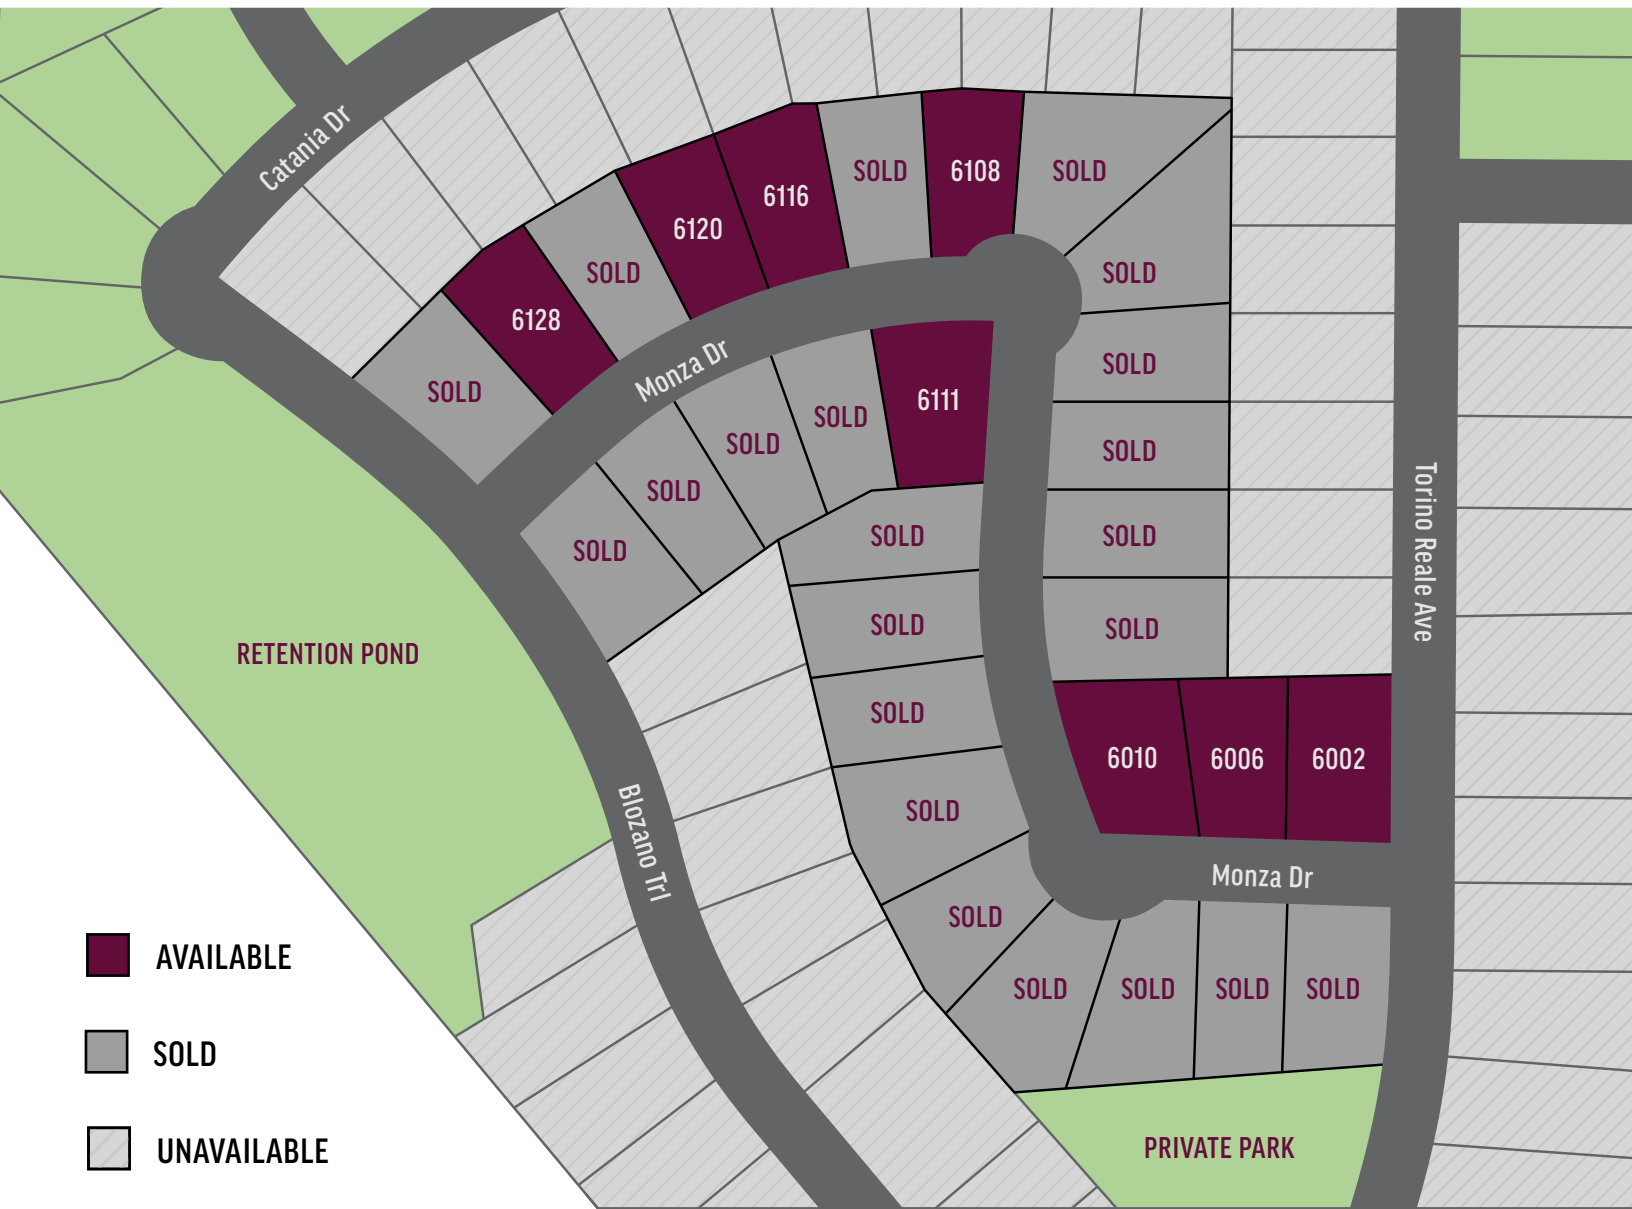 Catania Dr
SOLD
6108
SOLD
6116
6120
SOLD
SOLD
6128
Monza Dr
SOLD
SOLD
6111
SOLD
SOLD
SOLD
SOLD
SOLD
SOLD
SOLD
SOLD
Torino Reale Ave
SOLD
SOLD
RETENTION POND
SOLD
6010
6006
6002
SOLD
Blozano Trl
Monza Dr
SOLD
SOLD
SOLD
SOLD
SOLD
PRIVATE PARK
AVAILABLE
SOLD
UNAVAILABLE